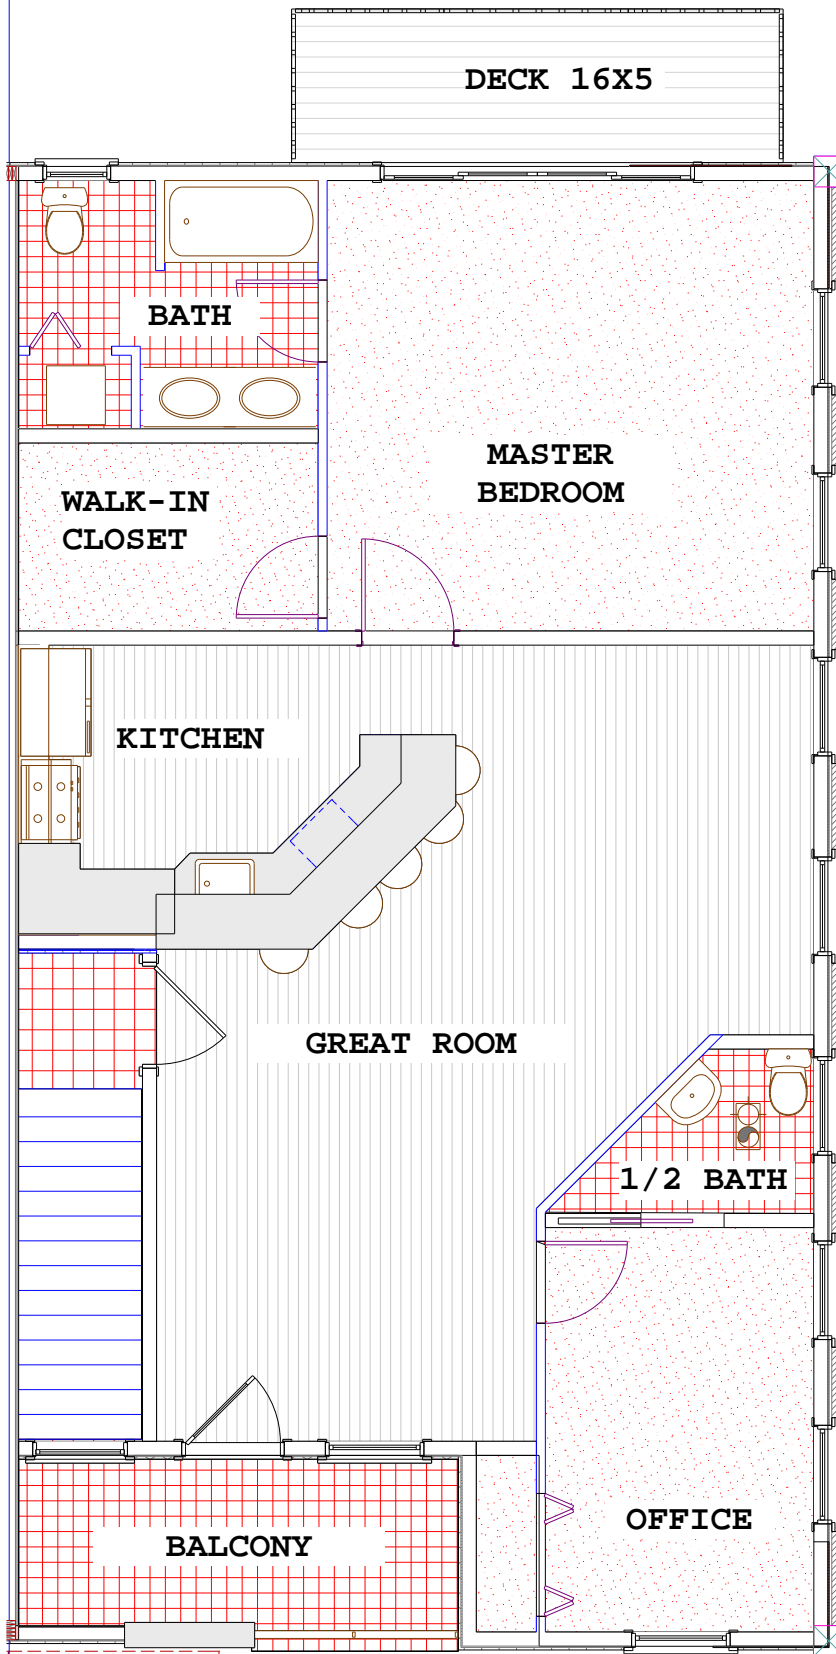 DECK 16X5
BATH
MASTER
BEDROOM
WALK-IN
CLOSET
KITCHEN
GREAT ROOM
1/2 BATH
OFFICE
BALCONY